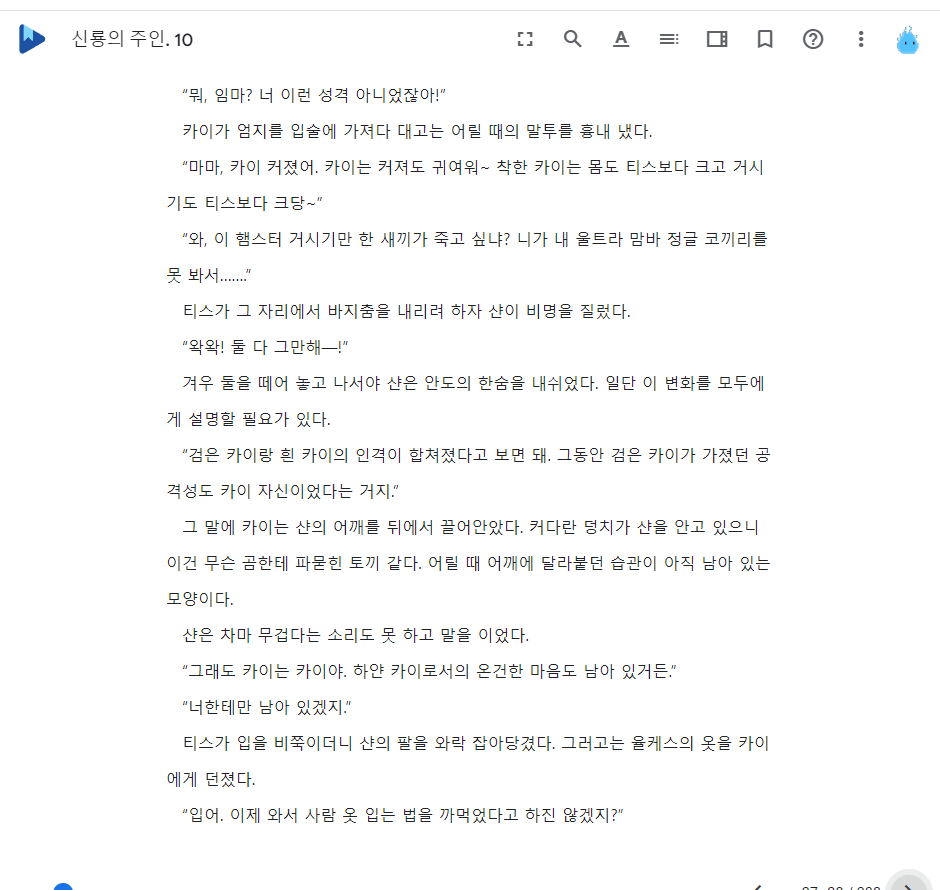 신룡의 주인. 10
“뭐, 임마? 너 이런 성격 아니었잖아!”
카이가 엄지를 입술에 가져다 대고는 어릴 때의 말투를 흉내 냈다.
“마마, 카이 커졌어. 카이는 커져도 귀여워~ 착한 카이는 몸도 티스보다 크고 거시
기도 티스보다 크당~”
“와, 이 햄스터 거시기만 한 새끼가 죽고 싶냐? 니가 내 울트라 맘바 정글 코끼리를
못 봐서…….”
티스가 그 자리에서 바지춤을 내리려 하자 샨이 비명을 질렀다.
“왁왁! 둘 다 그만해―!”
겨우 둘을 떼어 놓고 나서야 샨은 안도의 한숨을 내쉬었다. 일단 이 변화를 모두에
게 설명할 필요가 있다.
“검은 카이랑 흰 카이의 인격이 합쳐졌다고 보면 돼. 그동안 검은 카이가 가졌던 공
격성도 카이 자신이었다는 거지.”
그 말에 카이는 샨의 어깨를 뒤에서 끌어안았다. 커다란 덩치가 샨을 안고 있으니
이건 무슨 곰한테 파묻힌 토끼 같다. 어릴 때 어깨에 달라붙던 습관이 아직 남아 있는
모양이다.
샨은 차마 무겁다는 소리도 못 하고 말을 이었다.
“그래도 카이는 카이야. 하얀 카이로서의 온건한 마음도 남아 있거든.”
“너한테만 남아 있겠지.”
티스가 입을 비쭉이더니 샨의 팔을 와락 잡아당겼다. 그러고는 율케스의 옷을 카이
에게 던졌다.
“입어. 이제 와서 사람 옷 입는 법을 까먹었다고 하진 않겠지?”